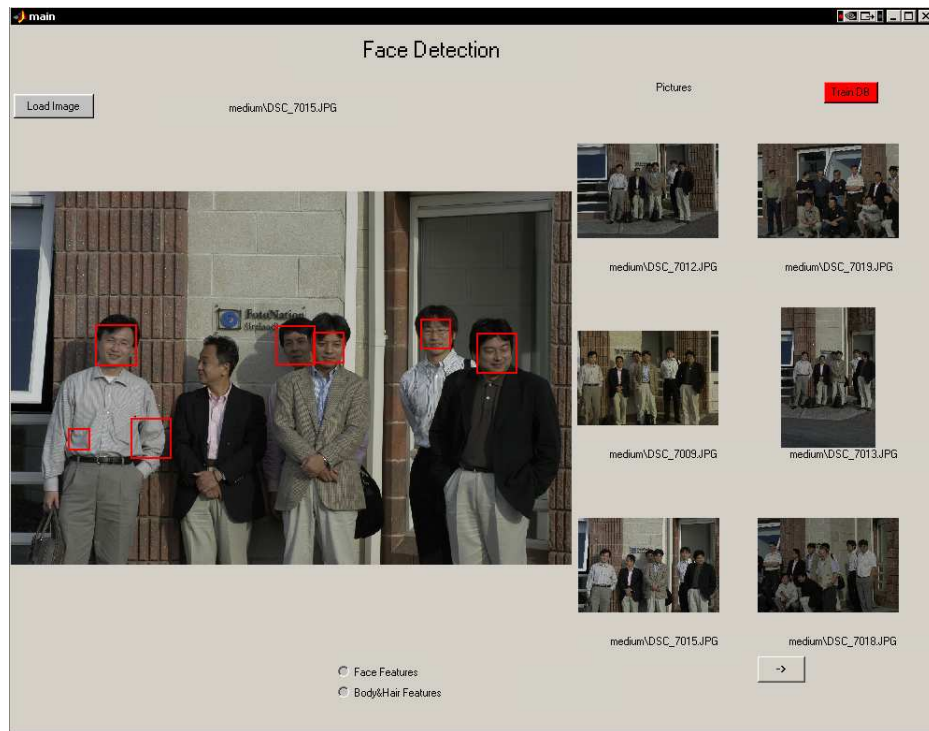 main
Face Detection
Load Image
medium\DSC_7015.JPG
Pictures
Train DB
FotoNation
medium\DSC_7012.JPG
medium\DSC_7019.JPG
medium\DSC_7009.JPG
medium\DSC_7013.JPG
medium\DSC_7015.JPG
medium\DSC_7018.JPG
->
Face Features
Body&Hair Features